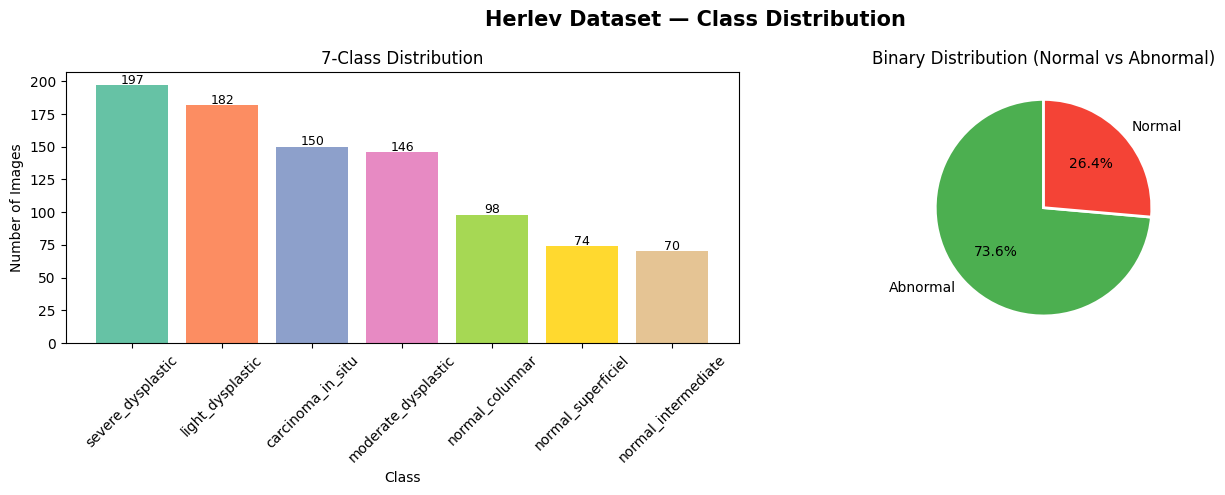 Herlev Dataset — Class Distribution
7-Class Distribution
Number of Images
200
175
150
125
100
75
50
25
0
197
182
150
146
98
74
70
severe_dysplastic
light_dysplastic
carcinoma_in_situ
moderate_dysplastic
normal_columnar
normal_superficiel
normal_intermediate
Class
Binary Distribution (Normal vs Abnormal)
Normal
26.4%
73.6%
Abnormal